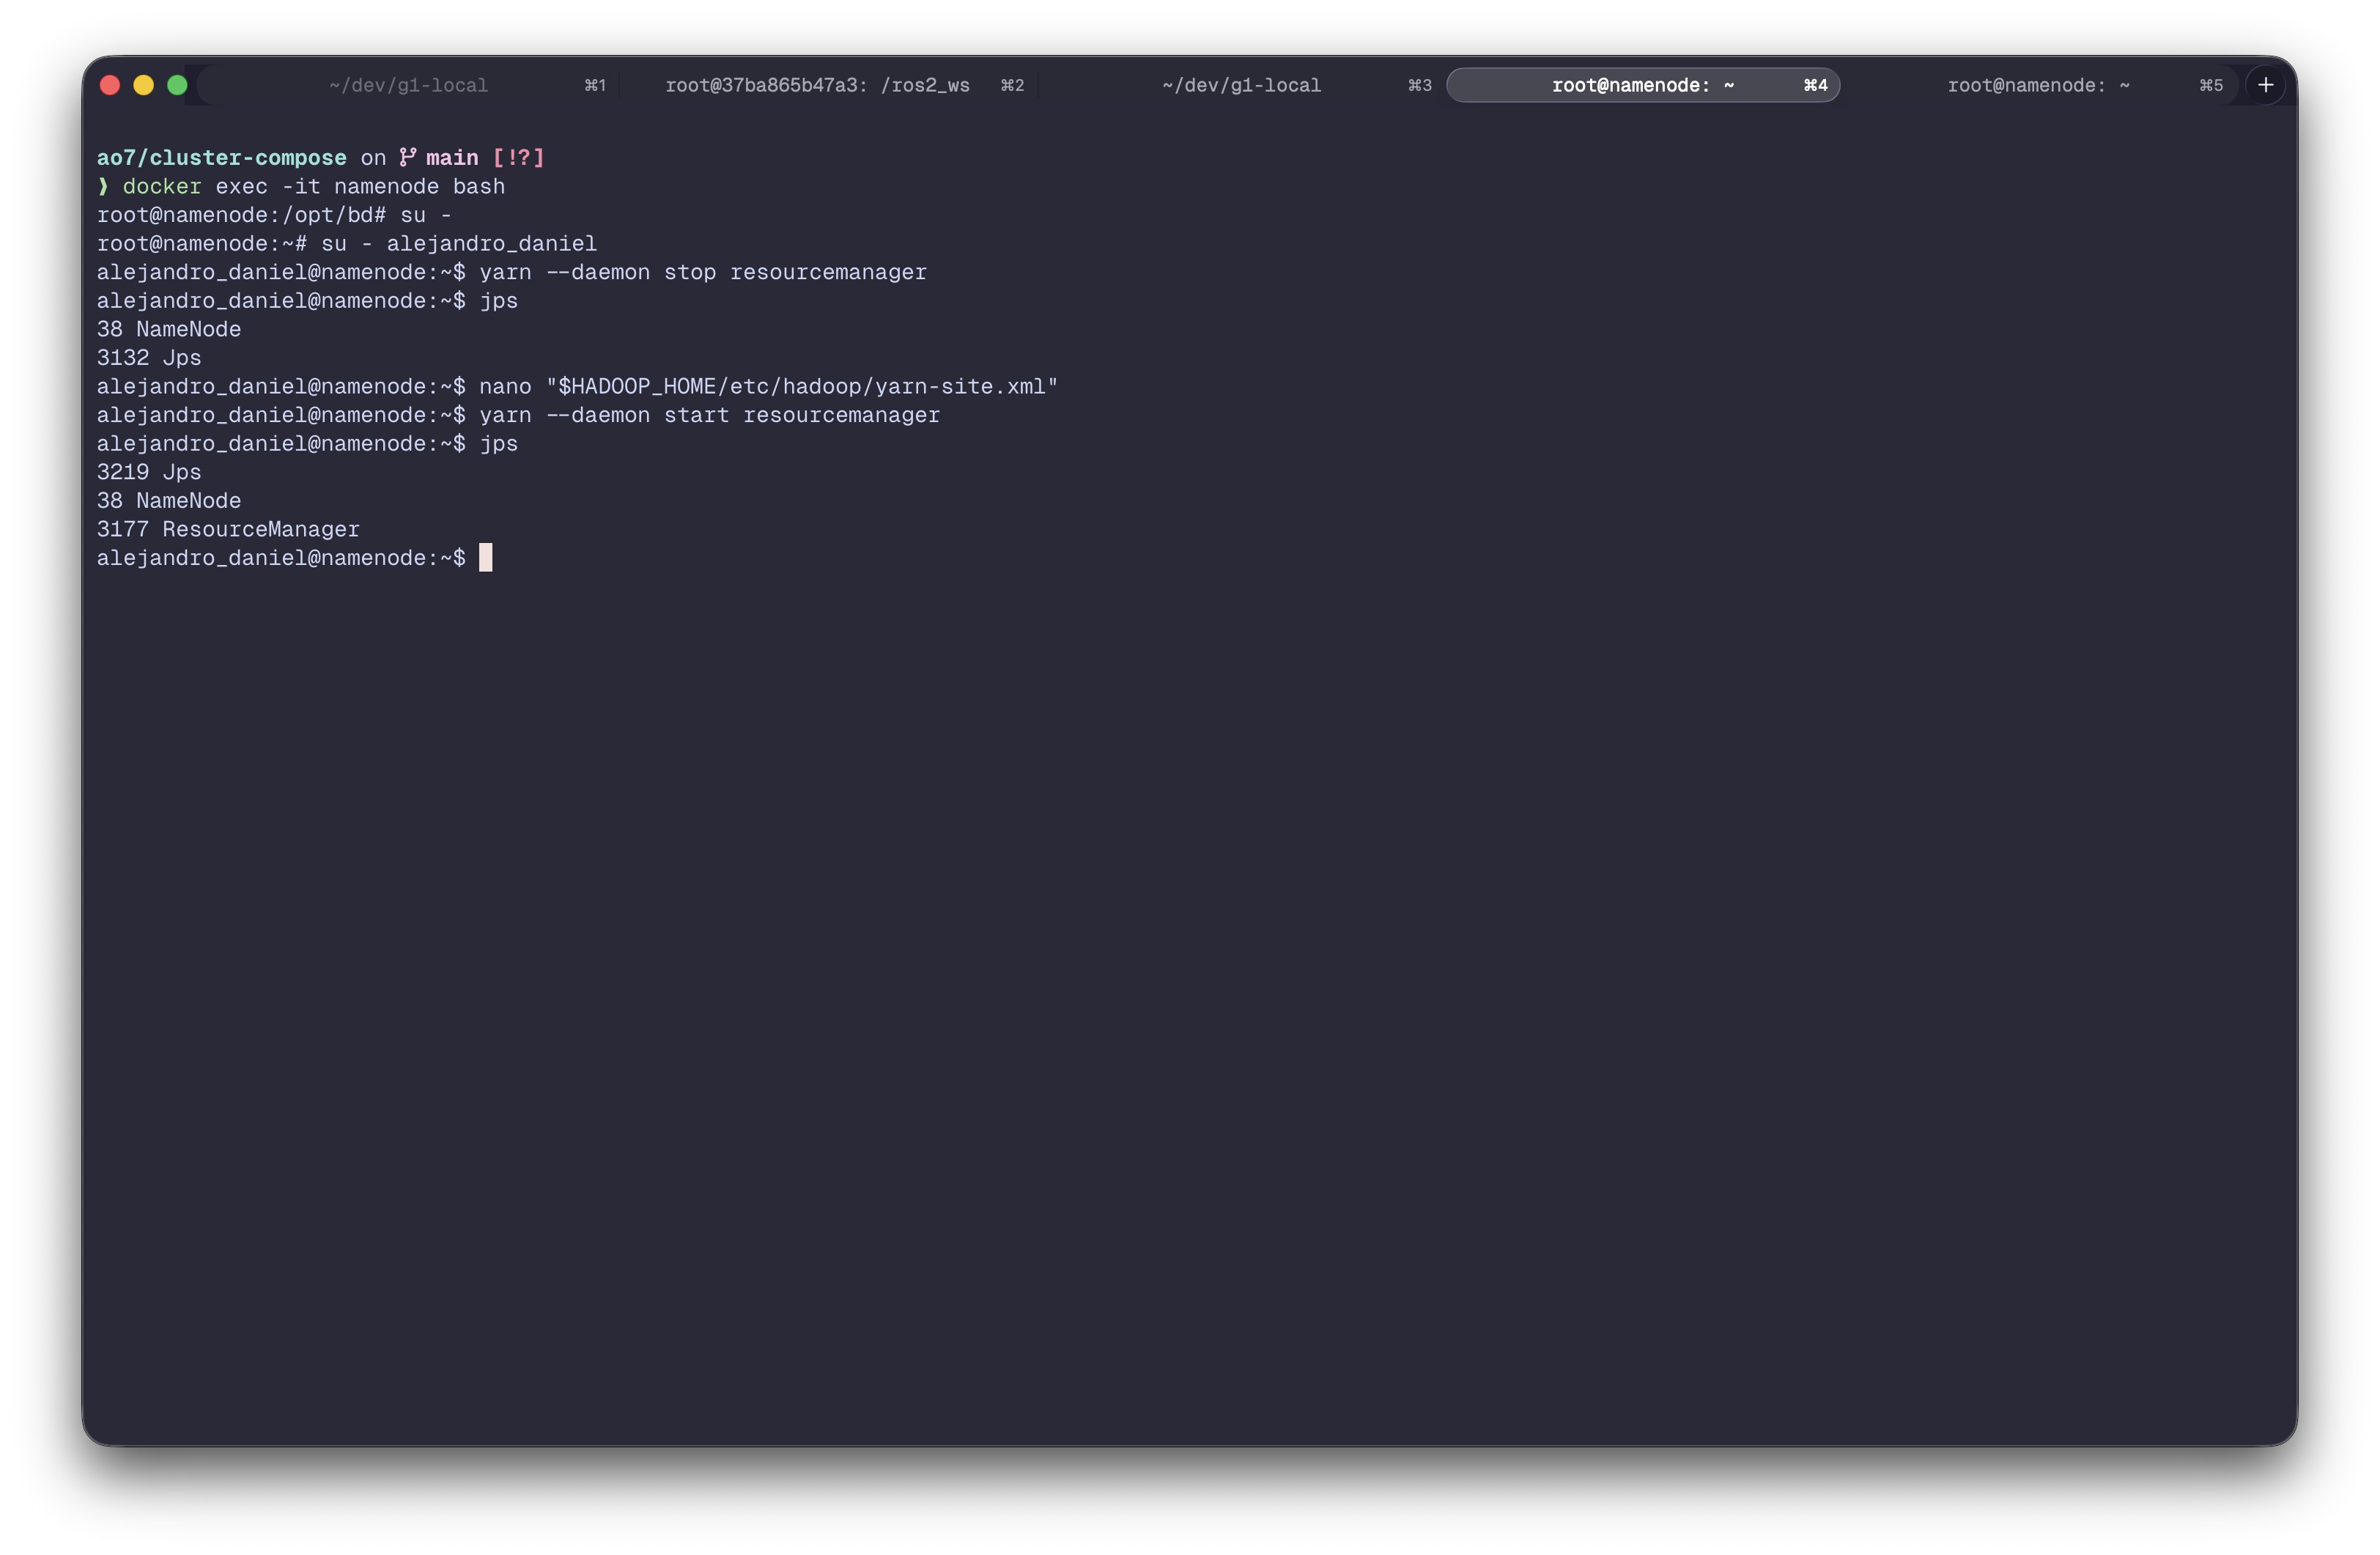 ~/dev/g1-local ⌘1 root@37ba865b47a3: /ros2_ws ⌘2 ~/dev/g1-local ⌘3 root@namenode: ~ ⌘4 root@namenode: ~ ⌘5 +
ao7/cluster-compose on main [!?]
❱ docker exec -it namenode bash
root@namenode:/opt/bd# su -
root@namenode:~# su - alejandro_daniel
alejandro_daniel@namenode:~$ yarn --daemon stop resourcemanager
alejandro_daniel@namenode:~$ jps
38 NameNode
3132 Jps
alejandro_daniel@namenode:~$ nano "$HADOOP_HOME/etc/hadoop/yarn-site.xml"
alejandro_daniel@namenode:~$ yarn --daemon start resourcemanager
alejandro_daniel@namenode:~$ jps
3219 Jps
38 NameNode
3177 ResourceManager
alejandro_daniel@namenode:~$